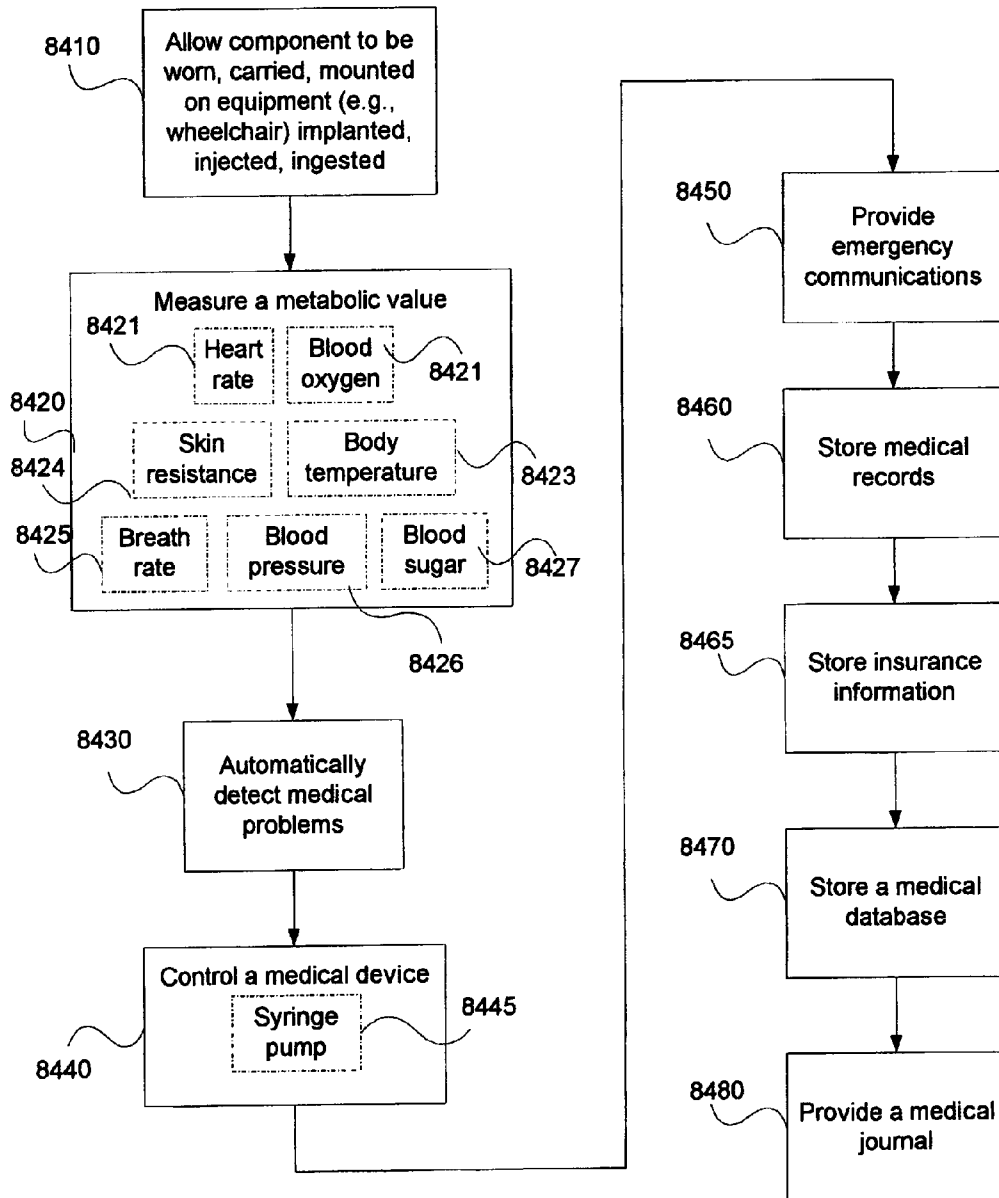 8410
Allow component to be
worn, carried, mounted
on equipment (e.g.,
wheelchair) implanted,
injected, ingested
Measure a metabolic value
8421
Heart
rate
Blood
oxygen
8421
8420
8424
Skin
resistance
Body
temperature
8423
8425
Breath
rate
Blood
pressure
Blood
sugar
8427
8426
8430
Automatically
detect medical
problems
Control a medical device
Syringe
pump
8445
8440
8450
Provide
emergency
communications
8460
Store medical
records
8465
Store insurance
information
8470
Store a medical
database
8480
Provide a medical
journal